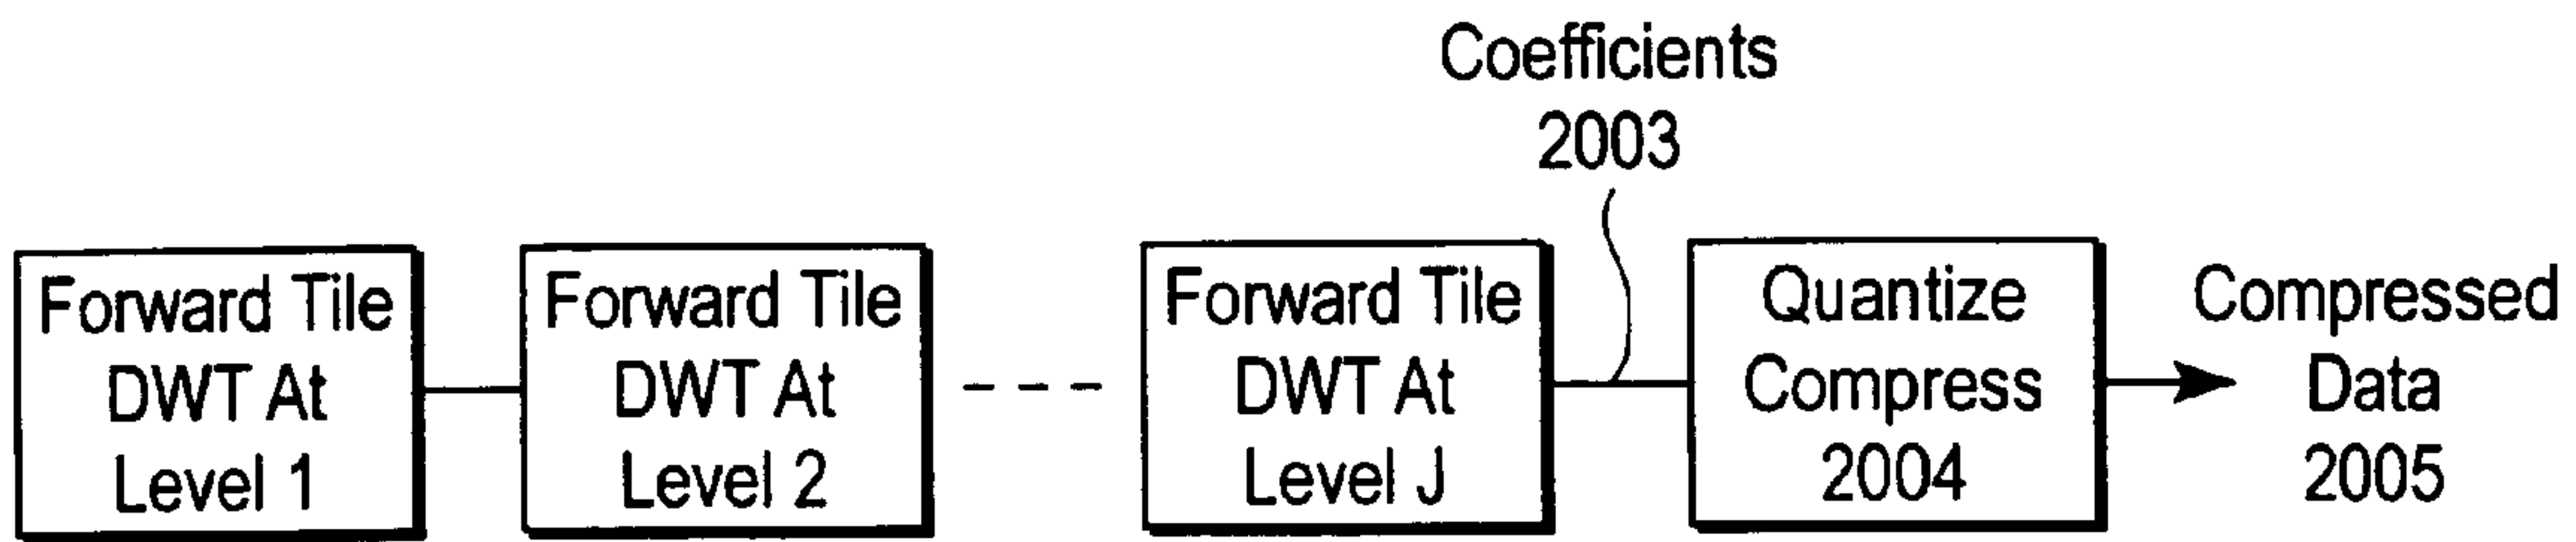 Coefficients
2003
Forward Tile
DWT At
Level 1
Forward Tile
DWT At
Level 2
Forward Tile
DWT At
Level J
Quantize
Compress
2004
Compressed
Data
2005